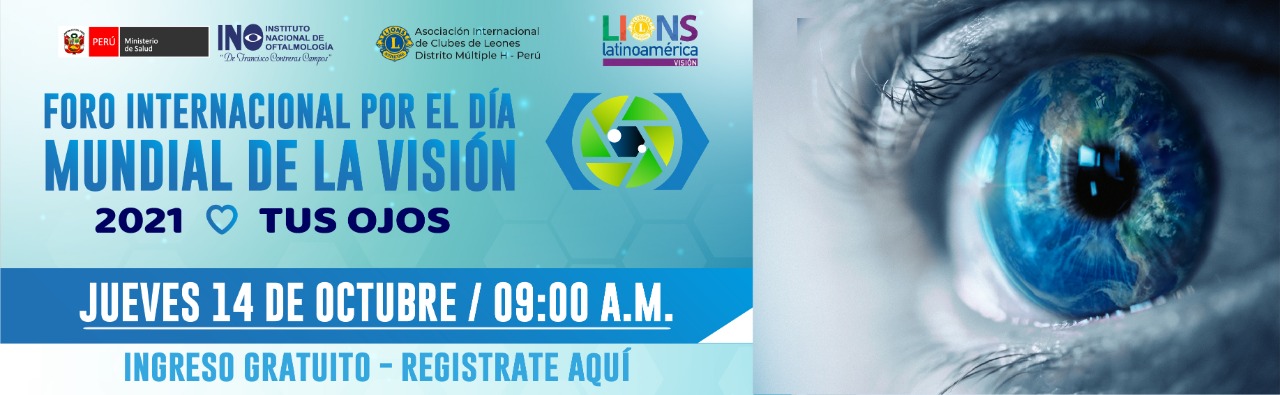 PERÚ
Ministerio
de Salud
INO
INSTITUTO
NACIONAL DE
OFTALMOLOGÍA
"Dr. Francisco Contreras Campos"
Asociación Internacional
de Clubes de Leones
Distrito Múltiple H - Perú
LIONS
latinoamérica
VISIÓN
FORO INTERNACIONAL POR EL DÍA
MUNDIAL DE LA VISIÓN
2021 TUS OJOS
JUEVES 14 DE OCTUBRE / 09:00 A.M.
INGRESO GRATUITO - REGISTRATE AQUÍ